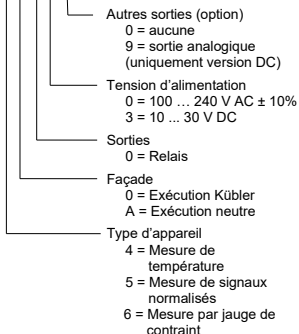 Autres sorties (option)
0 = aucune
9 = sortie analogique
(uniquement version DC)
Tension d'alimentation
0 = 100 … 240 V AC ± 10%
3 = 10 ... 30 V DC
Sorties
0 = Relais
Façade
0 = Exécution Kübler
A = Exécution neutre
Type d'appareil
4 = Mesure de
température
5 = Mesure de signaux
normalisés
6 = Mesure par jauge de
contraint